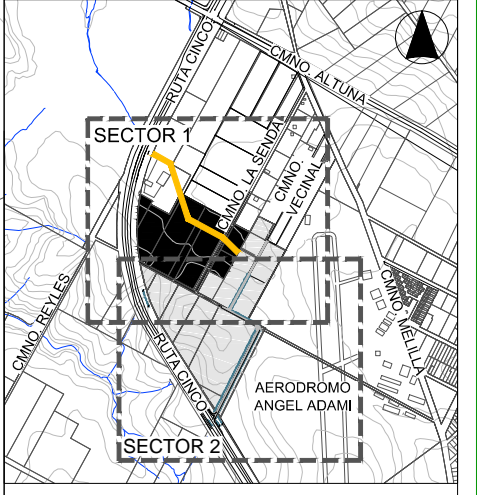 CMNO. ALTUNA
RUTA CINCO
SECTOR 1
CMNO. LA SENDA
CMNO.
VECINAL
CMNO. REYLES
CMNO. MELILLA
RUTA CINCO
AERODROMO
ANGEL ADAMI
SECTOR 2